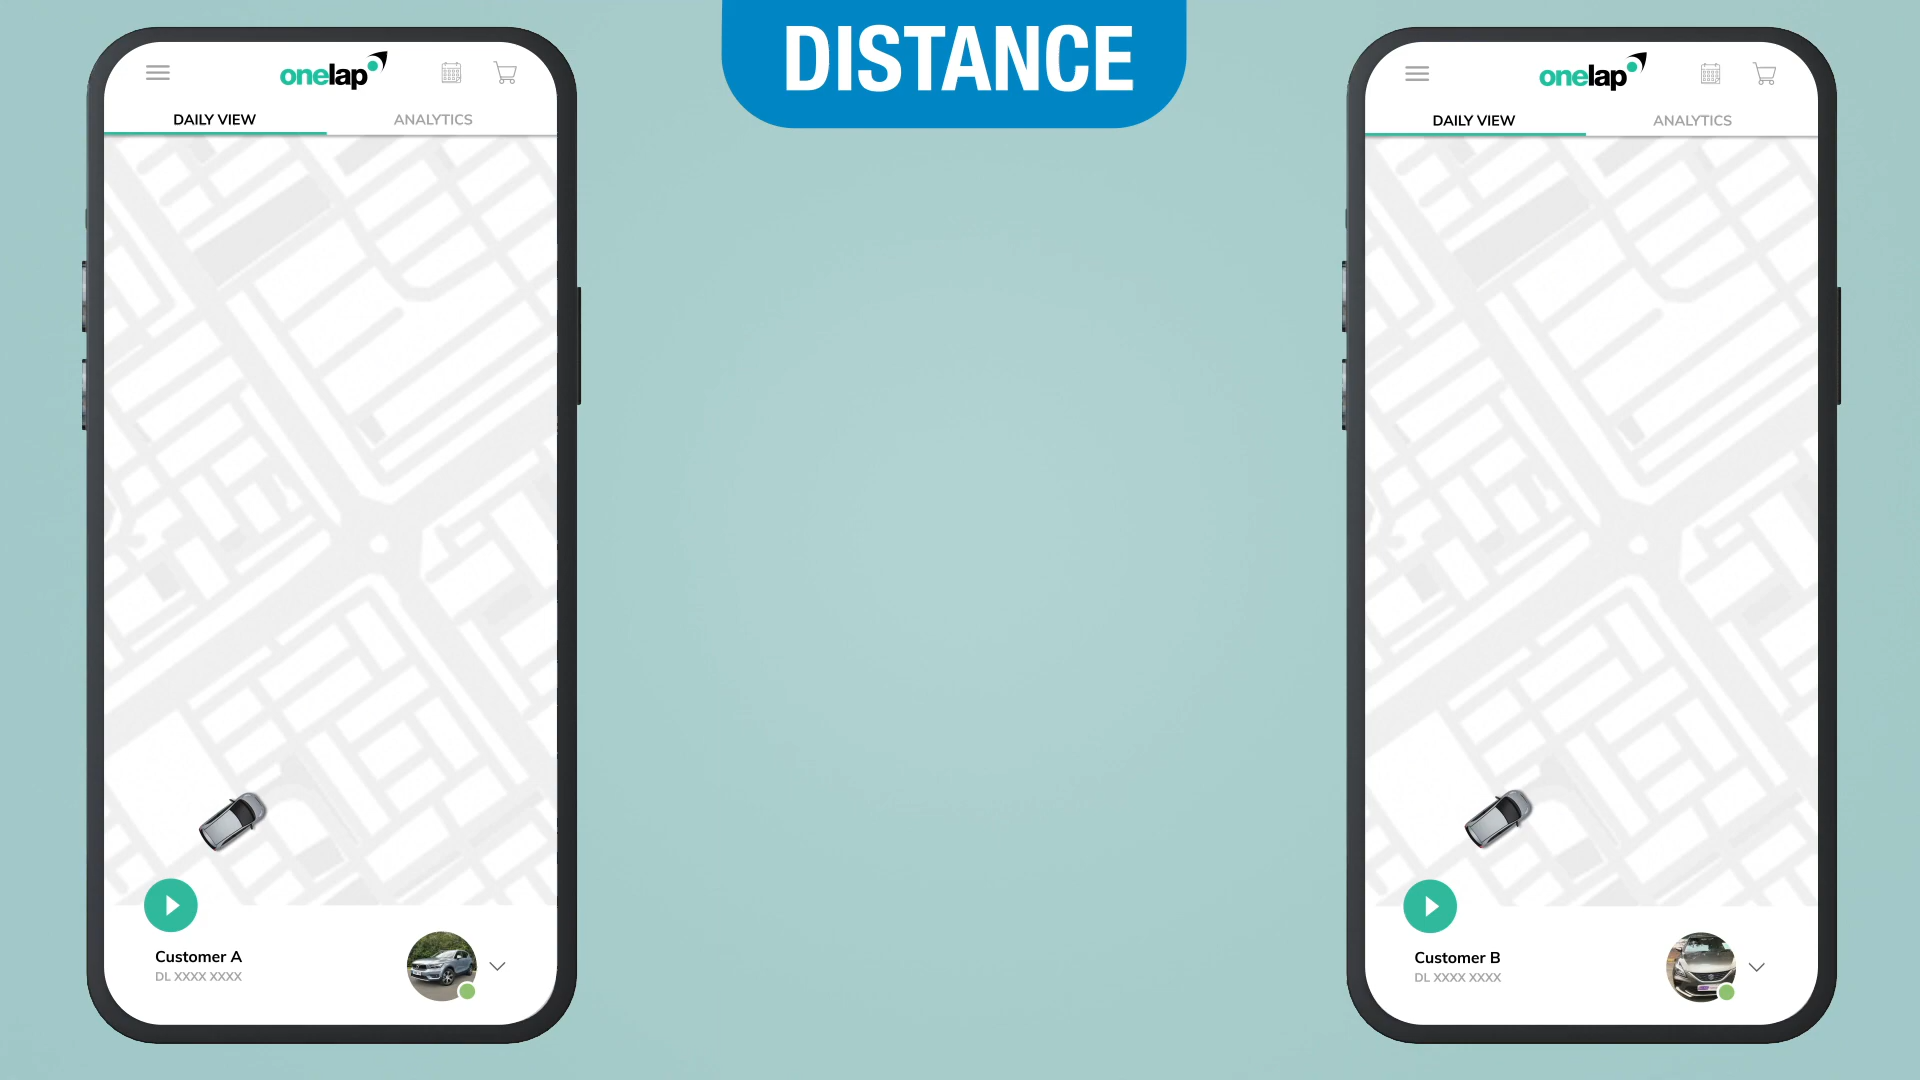 DISTANCE
onelap
DAILY VIEW ANALYTICS
Customer A
DL XXXX XXXX
onelap
DAILY VIEW ANALYTICS
Customer B
DL XXXX XXXX